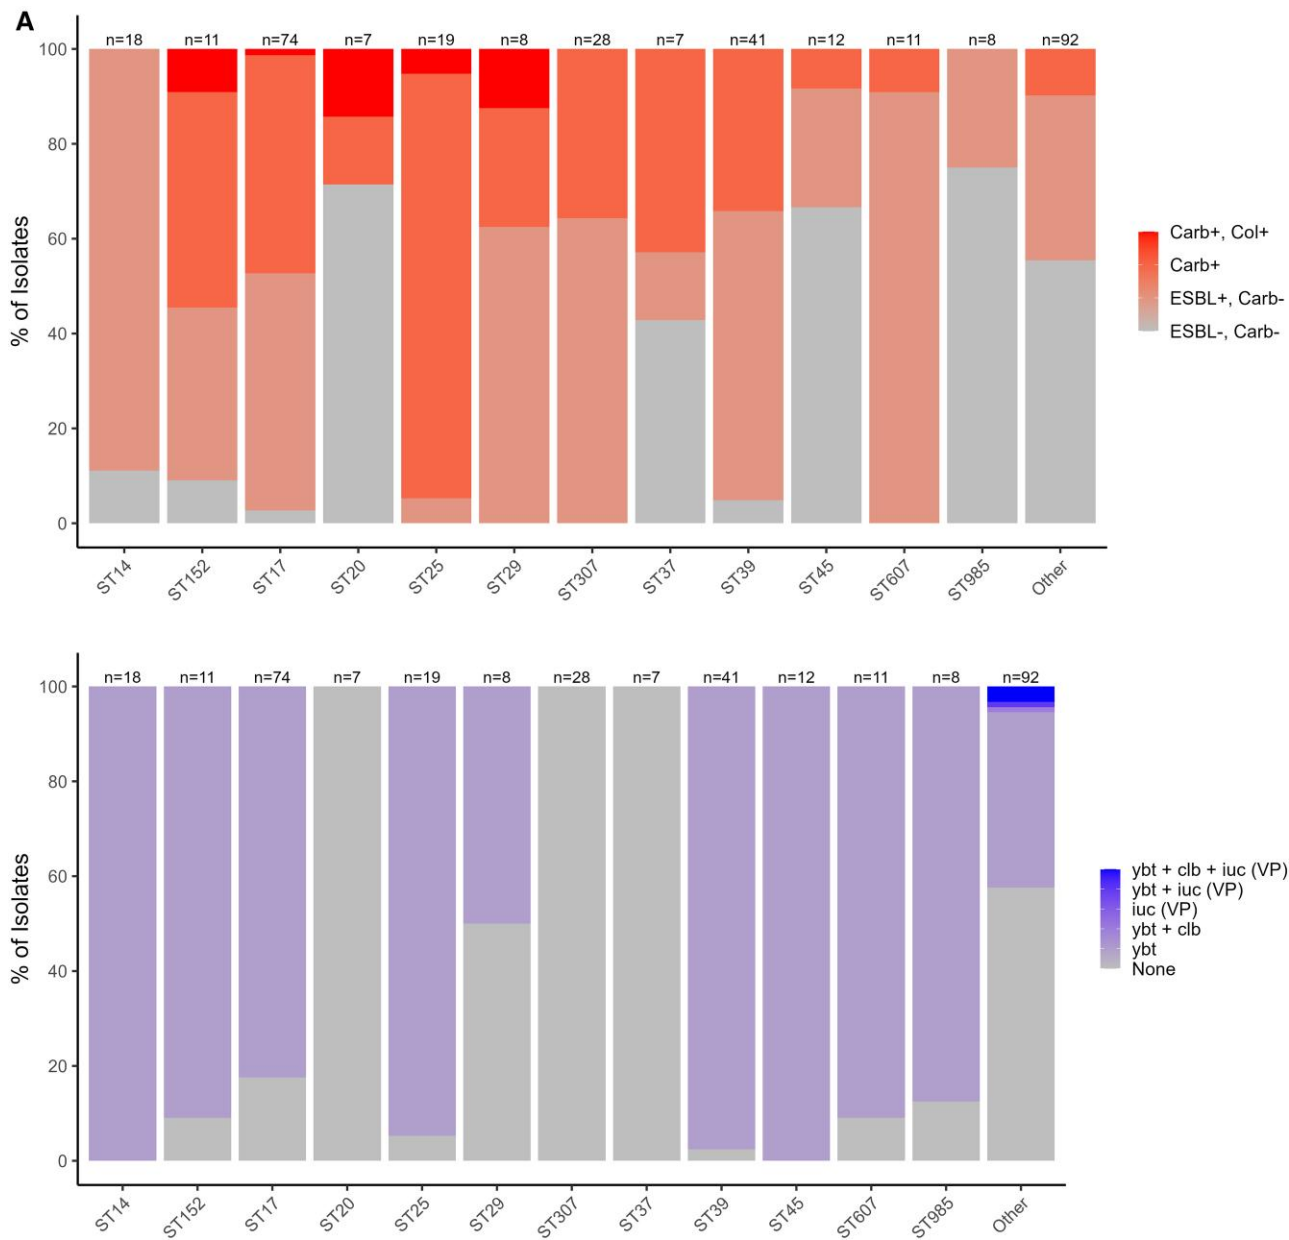 A
n=18 n=11 n=74 n=7 n=19 n=8 n=28 n=7 n=41 n=12 n=11 n=8 n=92
100
80
60
40
20
0
% of Isolates
ST14 ST152 ST17 ST20 ST25 ST29 ST307 ST37 ST39 ST45 ST607 ST985 Other
Carb+, Col+
Carb+
ESBL+, Carb-
ESBL-, Carb-
n=18 n=11 n=74 n=7 n=19 n=8 n=28 n=7 n=41 n=12 n=11 n=8 n=92
100
80
60
40
20
0
% of Isolates
ST14 ST152 ST17 ST20 ST25 ST29 ST307 ST37 ST39 ST45 ST607 ST985 Other
ybt + clb + iuc (VP)
ybt + iuc (VP)
iuc (VP)
ybt + clb
ybt
None